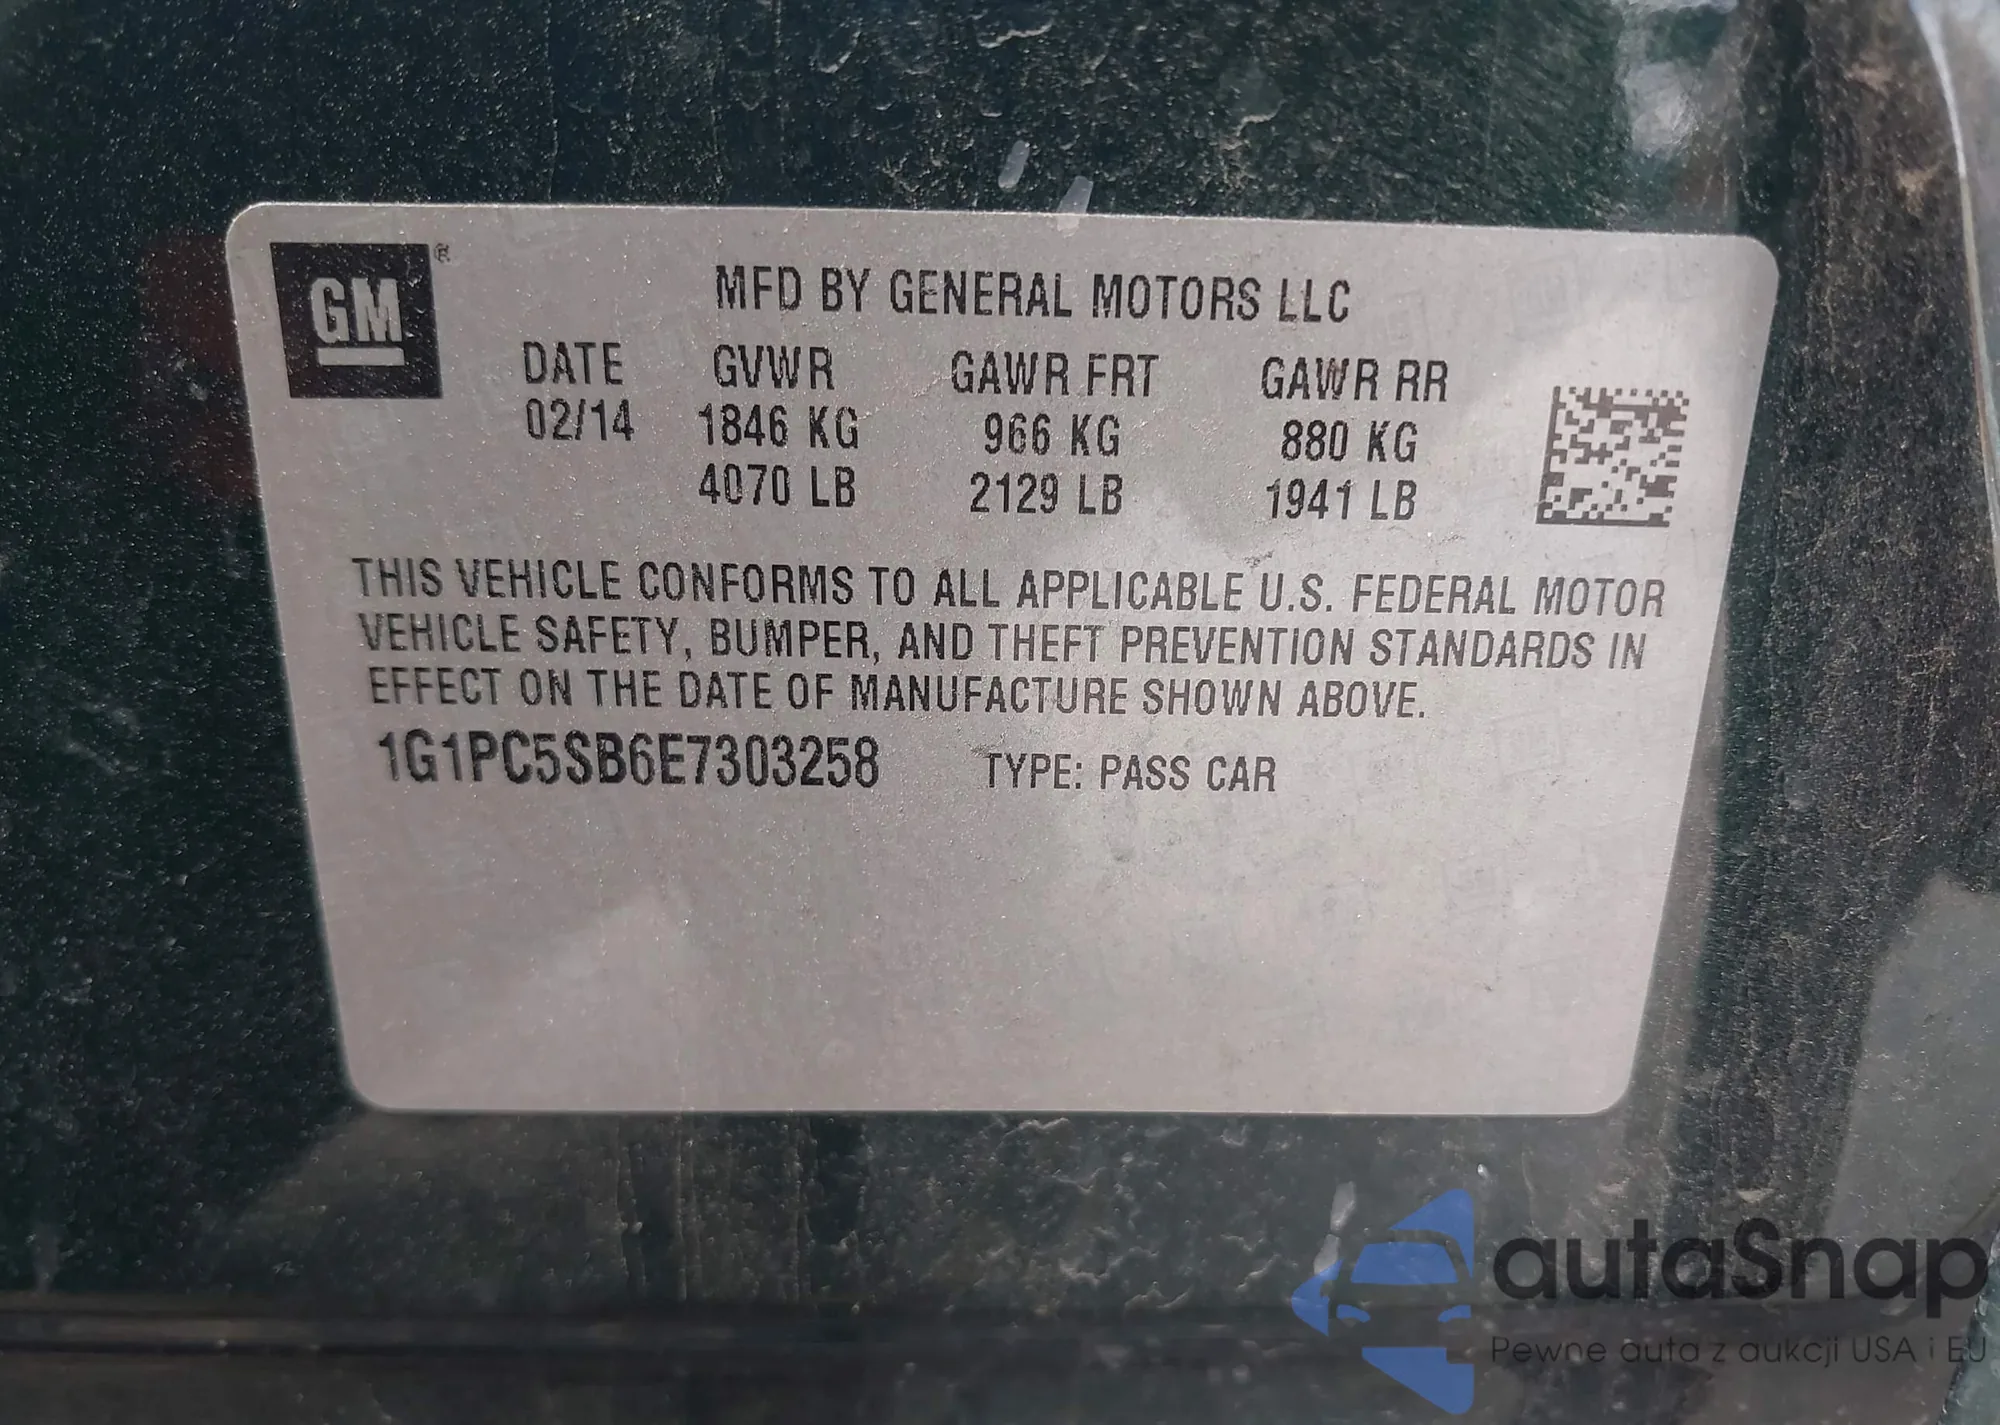 GM®
MFD BY GENERAL MOTORS LLC
DATE GVWR GAWR FRT GAWR RR
02/14 1846 KG 966 KG 880 KG
4070 LB 2129 LB 1941 LB
THIS VEHICLE CONFORMS TO ALL APPLICABLE U.S. FEDERAL MOTOR
VEHICLE SAFETY, BUMPER, AND THEFT PREVENTION STANDARDS IN
EFFECT ON THE DATE OF MANUFACTURE SHOWN ABOVE.
1G1PC5SB6E7303258 TYPE: PASS CAR
autaSnap
Pewne auta z aukcji USA i EU